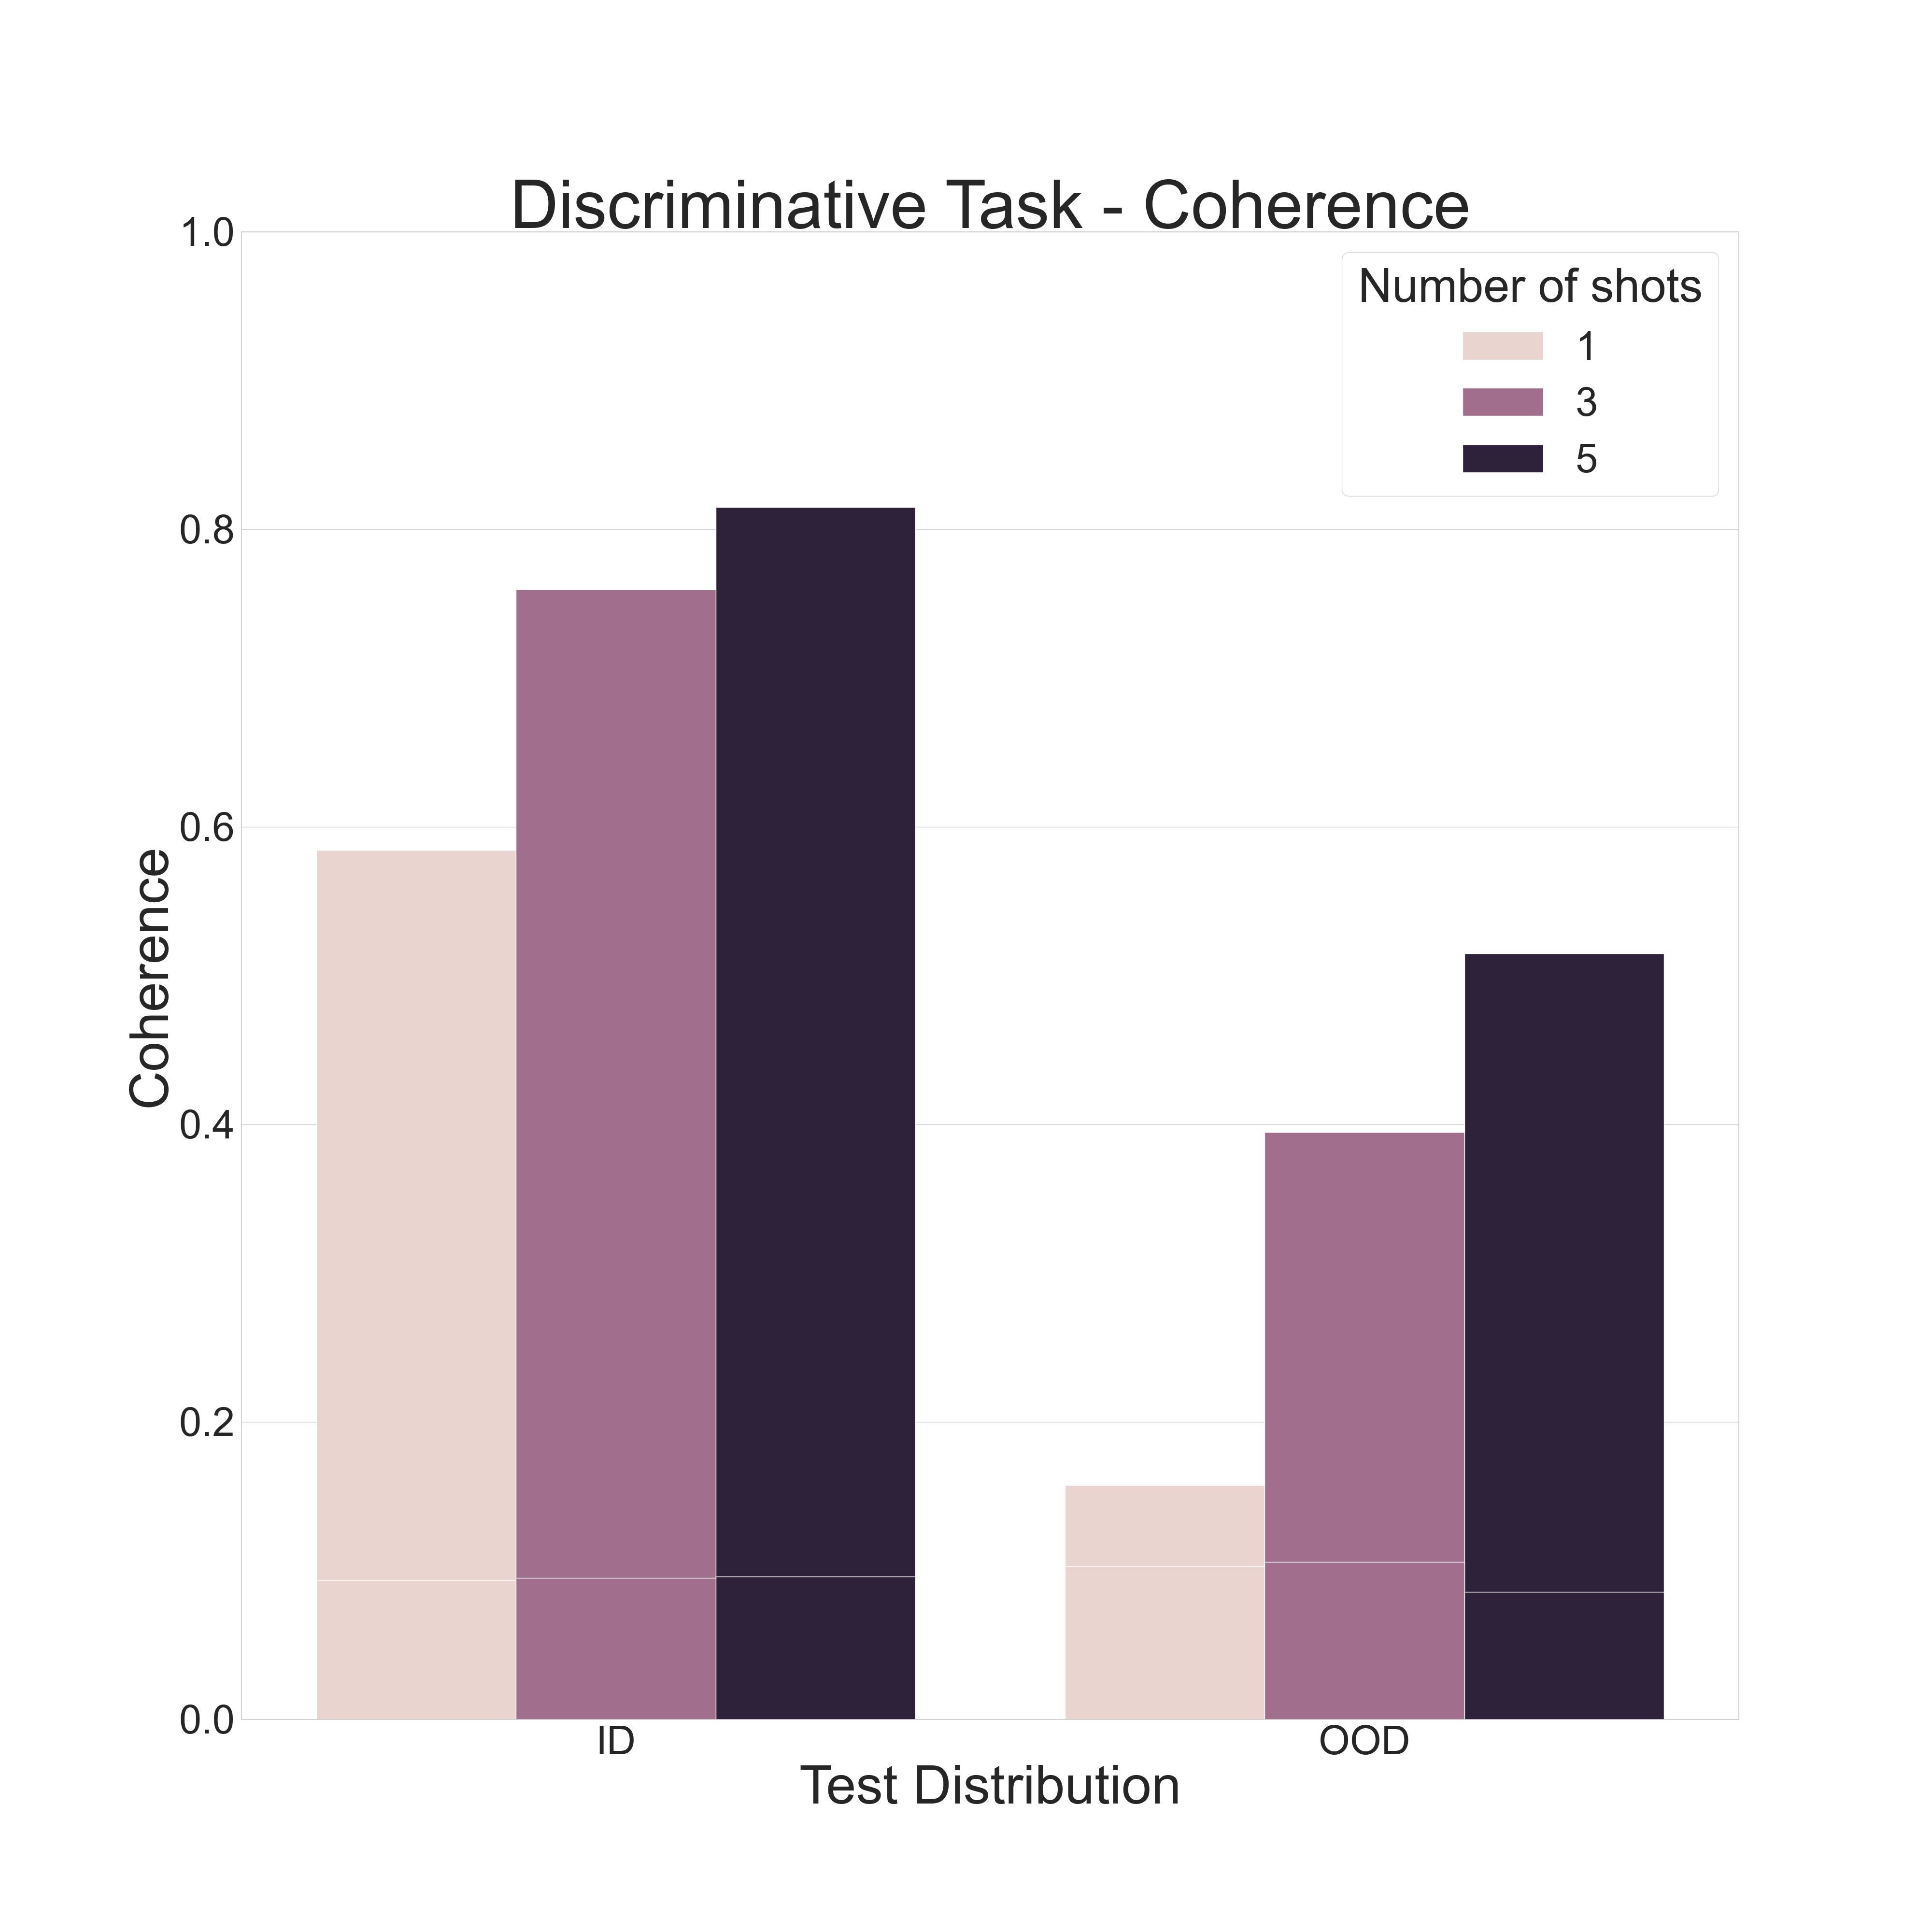 Discriminative Task - Coherence
1.0
0.8
0.6
0.4
0.2
0.0
Coherence
Number of shots
1
3
5
ID
OOD
Test Distribution